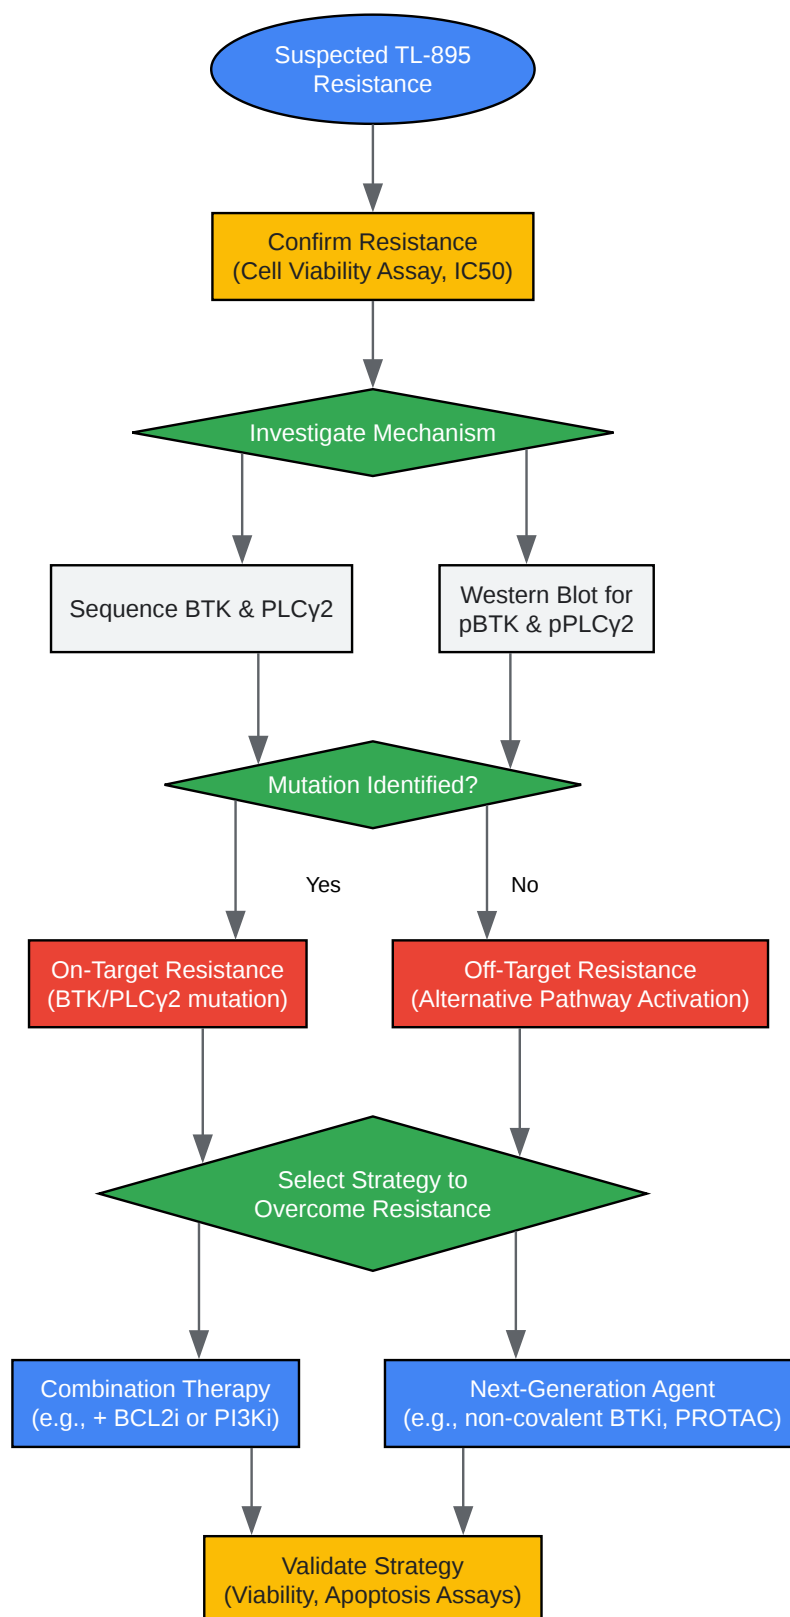 Suspected TL-895
Resistance
Confirm Resistance
(Cell Viability Assay, IC50)
Investigate Mechanism
Sequence BTK & PLCγ2
Western Blot for
pBTK & pPLCγ2
Mutation Identified?
Yes
No
On-Target Resistance
(BTK/PLCγ2 mutation)
Off-Target Resistance
(Alternative Pathway Activation)
Select Strategy to
Overcome Resistance
Combination Therapy
(e.g., + BCL2i or PI3Ki)
Next-Generation Agent
(e.g., non-covalent BTKi, PROTAC)
Validate Strategy
(Viability, Apoptosis Assays)